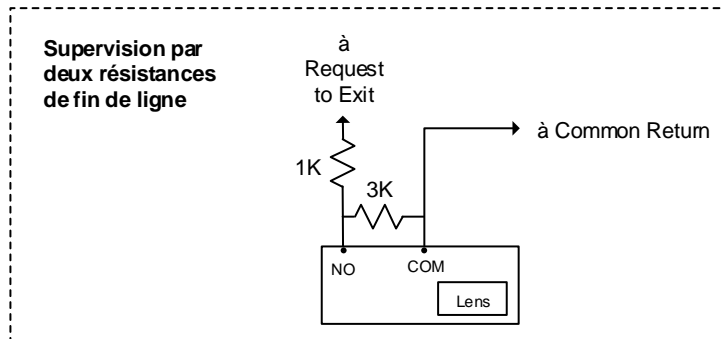 Supervision par
deux résistances
de fin de ligne
à
Request
to Exit
à Common Return
1K
3K
NO
COM
Lens